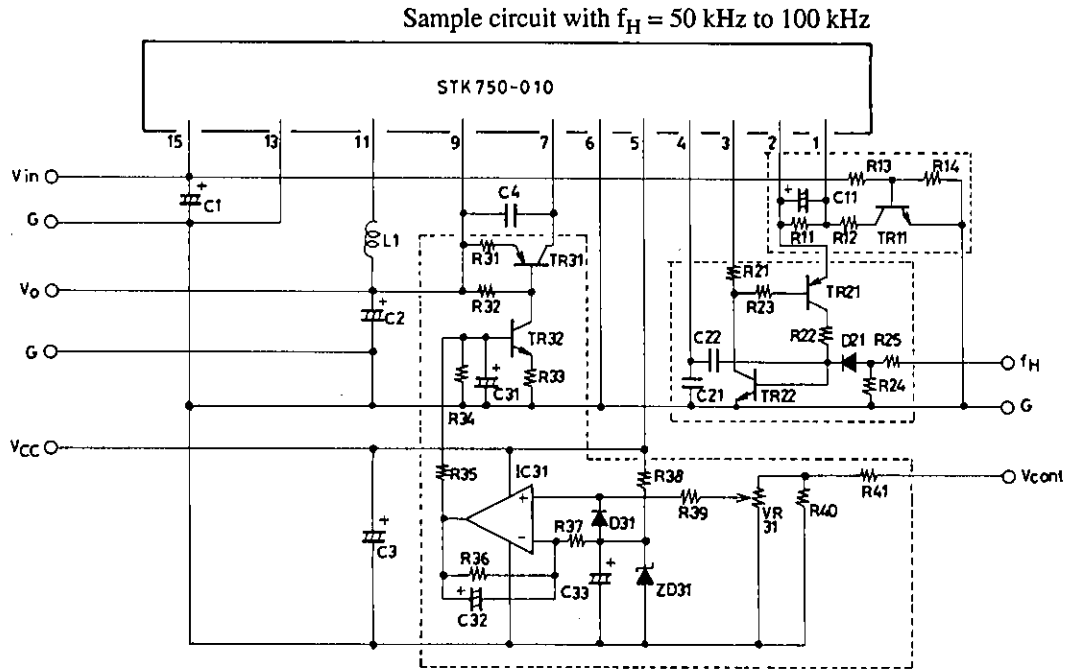 Sample circuit with fH = 50 kHz to 100 kHz
STK750-010
15 13 11 9 7 6 5 4 3 2 1
Vin
R13 R14
+ C1
C4
+ C11
G
R11 R12 TR11
L1
R31 TR31
R21
Vo
R32
R23 TR21
+ C2
TR32
C22 R22 D21 R25
G
fH
R33
R24
C31
C21 TR22
R34
G
VCC
R35 IC31
R38
R41 Vcont
+
R39 VR31 R40
D31
+ C3
−
R37
R36
+ C32
C33 +
ZD31